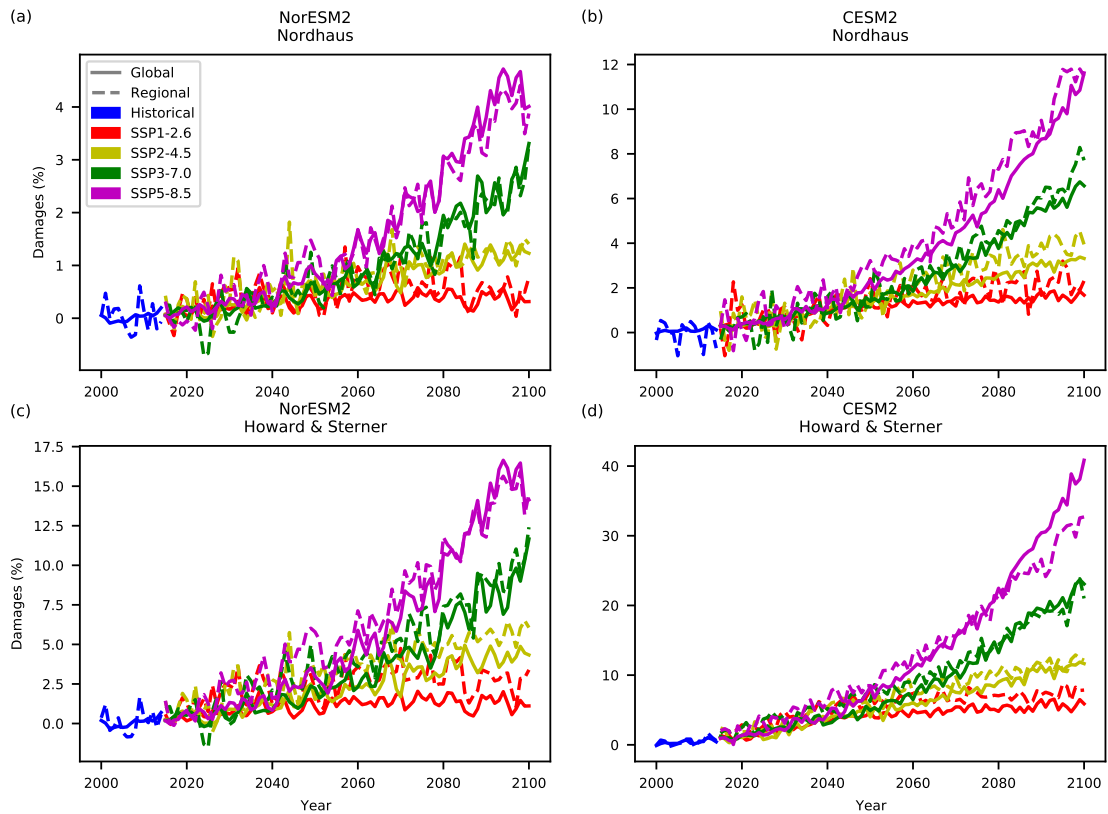 (a)
NorESM2
Nordhaus
(b)
CESM2
Nordhaus
Global
Regional
Historical
SSP1-2.6
SSP2-4.5
SSP3-7.0
SSP5-8.5
Damages (%)
4
3
2
1
0
2000 2020 2040 2060 2080 2100
12
10
8
6
4
2
0
2000 2020 2040 2060 2080 2100
(c)
NorESM2
Howard & Sterner
(d)
CESM2
Howard & Sterner
Damages (%)
17.5
15.0
12.5
10.0
7.5
5.0
2.5
0.0
2000 2020 2040 2060 2080 2100
Year
40
30
20
10
0
2000 2020 2040 2060 2080 2100
Year